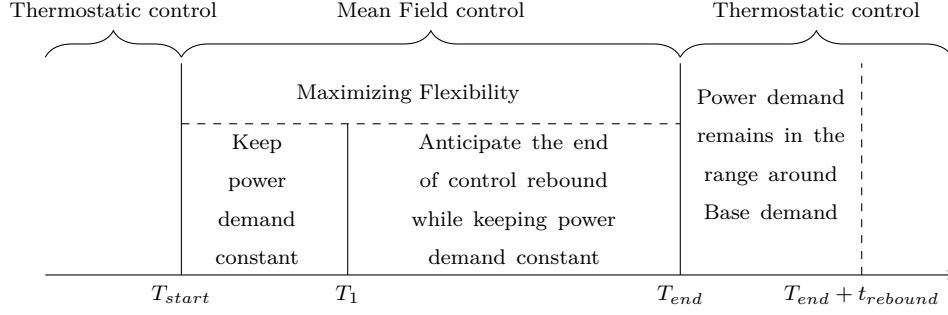 Thermostatic control
Mean Field control
Thermostatic control
Maximizing Flexibility
Keep
power
demand
constant
Anticipate the end
of control rebound
while keeping power
demand constant
Power demand
remains in the
range around
Base demand
T_start
T_1
T_end
T_end + t_rebound